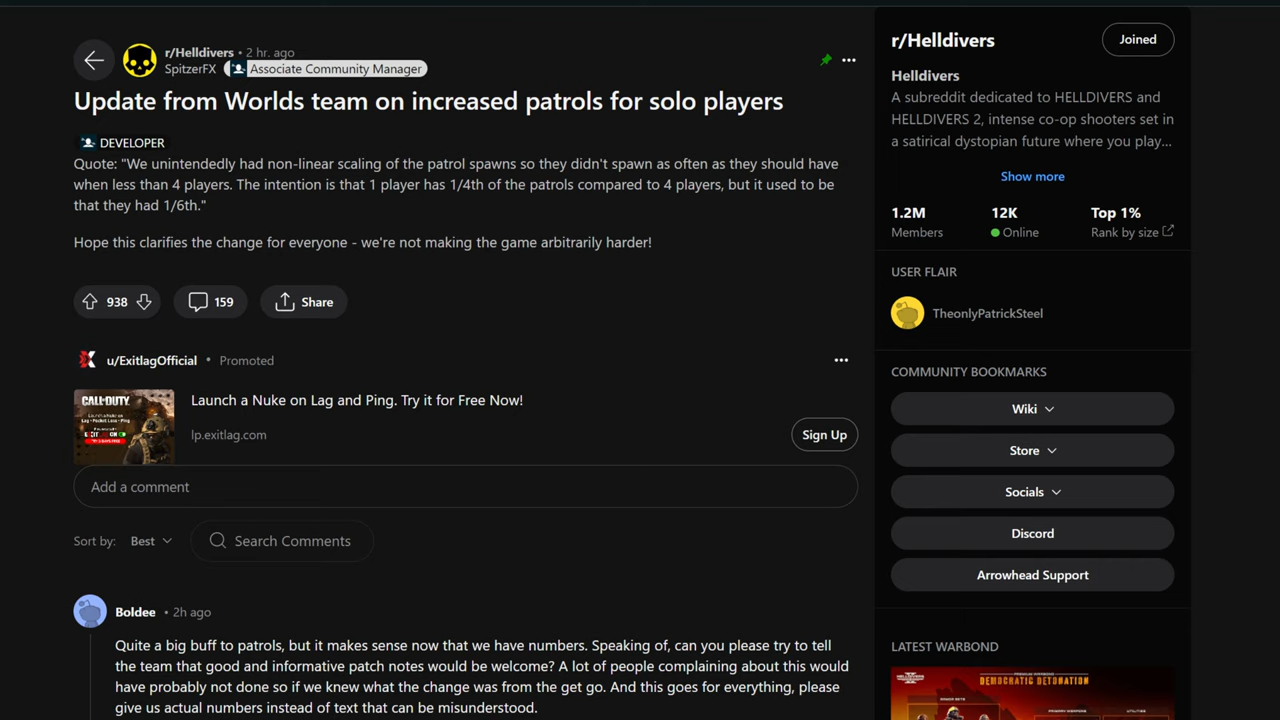 r/Helldivers • 2 hr. ago
SpitzerFX Associate Community Manager
Update from Worlds team on increased patrols for solo players
DEVELOPER
Quote: "We unintendedly had non-linear scaling of the patrol spawns so they didn't spawn as often as they should have
when less than 4 players. The intention is that 1 player has 1/4th of the patrols compared to 4 players, but it used to be
that they had 1/6th."
Hope this clarifies the change for everyone - we're not making the game arbitrarily harder!
938 159 Share
u/ExitlagOfficial • Promoted
CALL OF DUTY
Launch a Nuke on Lag and Ping. Try it for Free Now!
lp.exitlag.com
Sign Up
Add a comment
Sort by: Best Search Comments
Boldee • 2h ago
Quite a big buff to patrols, but it makes sense now that we have numbers. Speaking of, can you please try to tell
the team that good and informative patch notes would be welcome? A lot of people complaining about this would
have probably not done so if we knew what the change was from the get go. And this goes for everything, please
give us actual numbers instead of text that can be misunderstood.
r/Helldivers Joined
Helldivers
A subreddit dedicated to HELLDIVERS and
HELLDIVERS 2, intense co-op shooters set in
a satirical dystopian future where you play...
Show more
1.2M 12K Top 1%
Members Online Rank by size
USER FLAIR
TheonlyPatrickSteel
COMMUNITY BOOKMARKS
Wiki
Store
Socials
Discord
Arrowhead Support
LATEST WARBOND
HELLDIVERS
DEMOCRATIC DETONATION